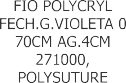 FIO POLYCRYL
FECH.G.VIOLETA 0
70CM AG.4CM
271000,
POLYSUTURE